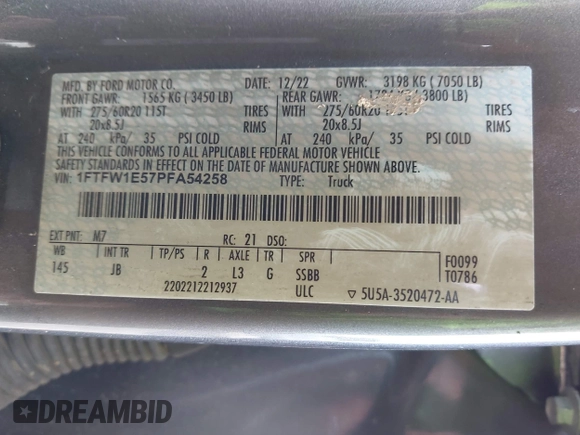 MFD. BY FORD MOTOR CO. DATE: 12/22 GVWR: 3198 KG ( 7050 LB)
FRONT GAWR: 1565 KG ( 3450 LB) REAR GAWR: KG ( 3800 LB)
275/60R20 115T TIRES 275/60R20 TIRES
20x8.5J RIMS 20x8.5J RIMS
AT 240 kPa/ 35 PSI COLD AT 240 kPa/ 35 PSI COLD
THIS VEHICLE CONFORMS TO ALL APPLICABLE FEDERAL MOTOR VEHICLE
SAFETY STANDARDS IN EFFECT ON THE DATE OF MANUFACTURE SHOWN ABOVE.
VIN: 1FTFW1E57PFA54258 TYPE: Truck
EXT PNT: M7 RC: 21 DSO:
WB INT TR TP/PS R AXLE TR SPR F0099
145 JB 2 L3 G SSBB T0786
2202212212937 ULC ▽ 5U5A-3520472-AA
DREAMBID